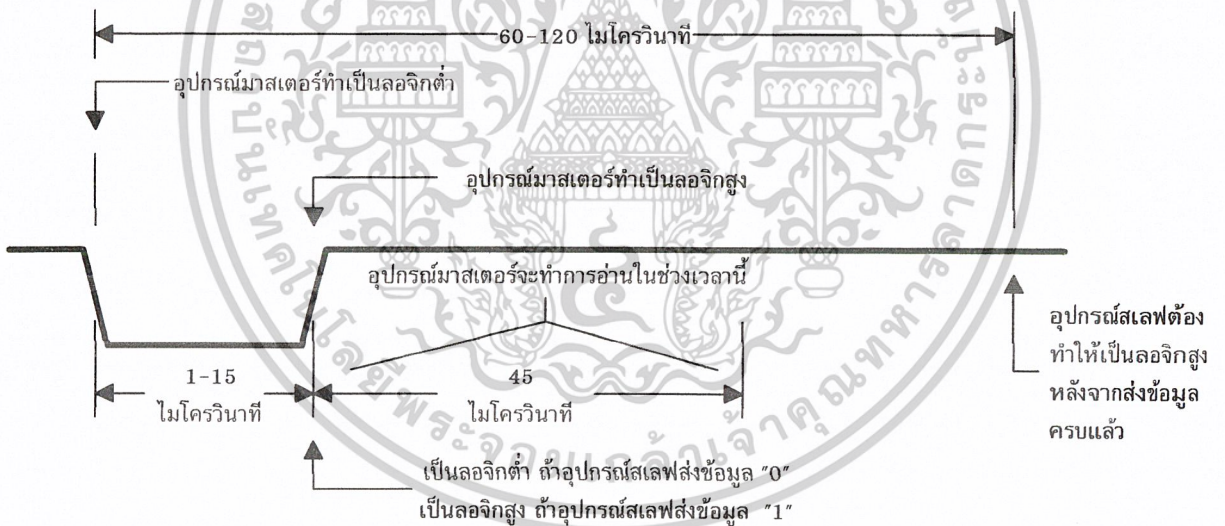 60-120 ไมโครวินาที
อุปกรณ์มาสเตอร์ทำเป็นลอจิกต่ำ
อุปกรณ์มาสเตอร์ทำเป็นลอจิกสูง
อุปกรณ์มาสเตอร์จะทำการอ่านในช่วงเวลานี้
1-15
ไมโครวินาที
45
ไมโครวินาที
อุปกรณ์สเลฟต้อง
ทำให้เป็นลอจิกสูง
หลังจากส่งข้อมูล
ครบแล้ว
เป็นลอจิกต่ำ ถ้าอุปกรณ์สเลฟส่งข้อมูล "0"
เป็นลอจิกสูง ถ้าอุปกรณ์สเลฟส่งข้อมูล "1"